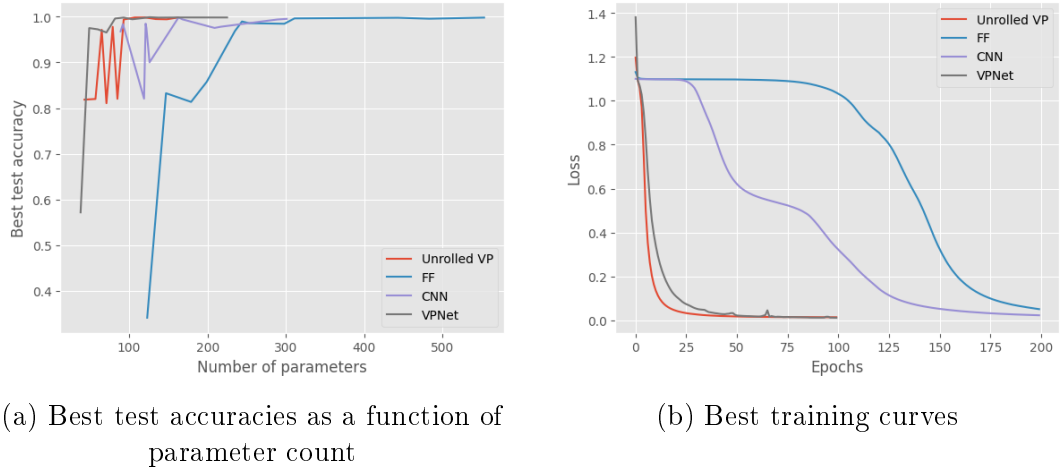 1.0
0.9
0.8
0.7
0.6
0.5
0.4
Best test accuracy
100
200
300
400
500
Number of parameters
Unrolled VP
FF
CNN
VPNet
1.4
1.2
1.0
0.8
0.6
0.4
0.2
0.0
Loss
0
25
50
75
100
125
150
175
200
Epochs
Unrolled VP
FF
CNN
VPNet
(a) Best test accuracies as a function of
parameter count
(b) Best training curves